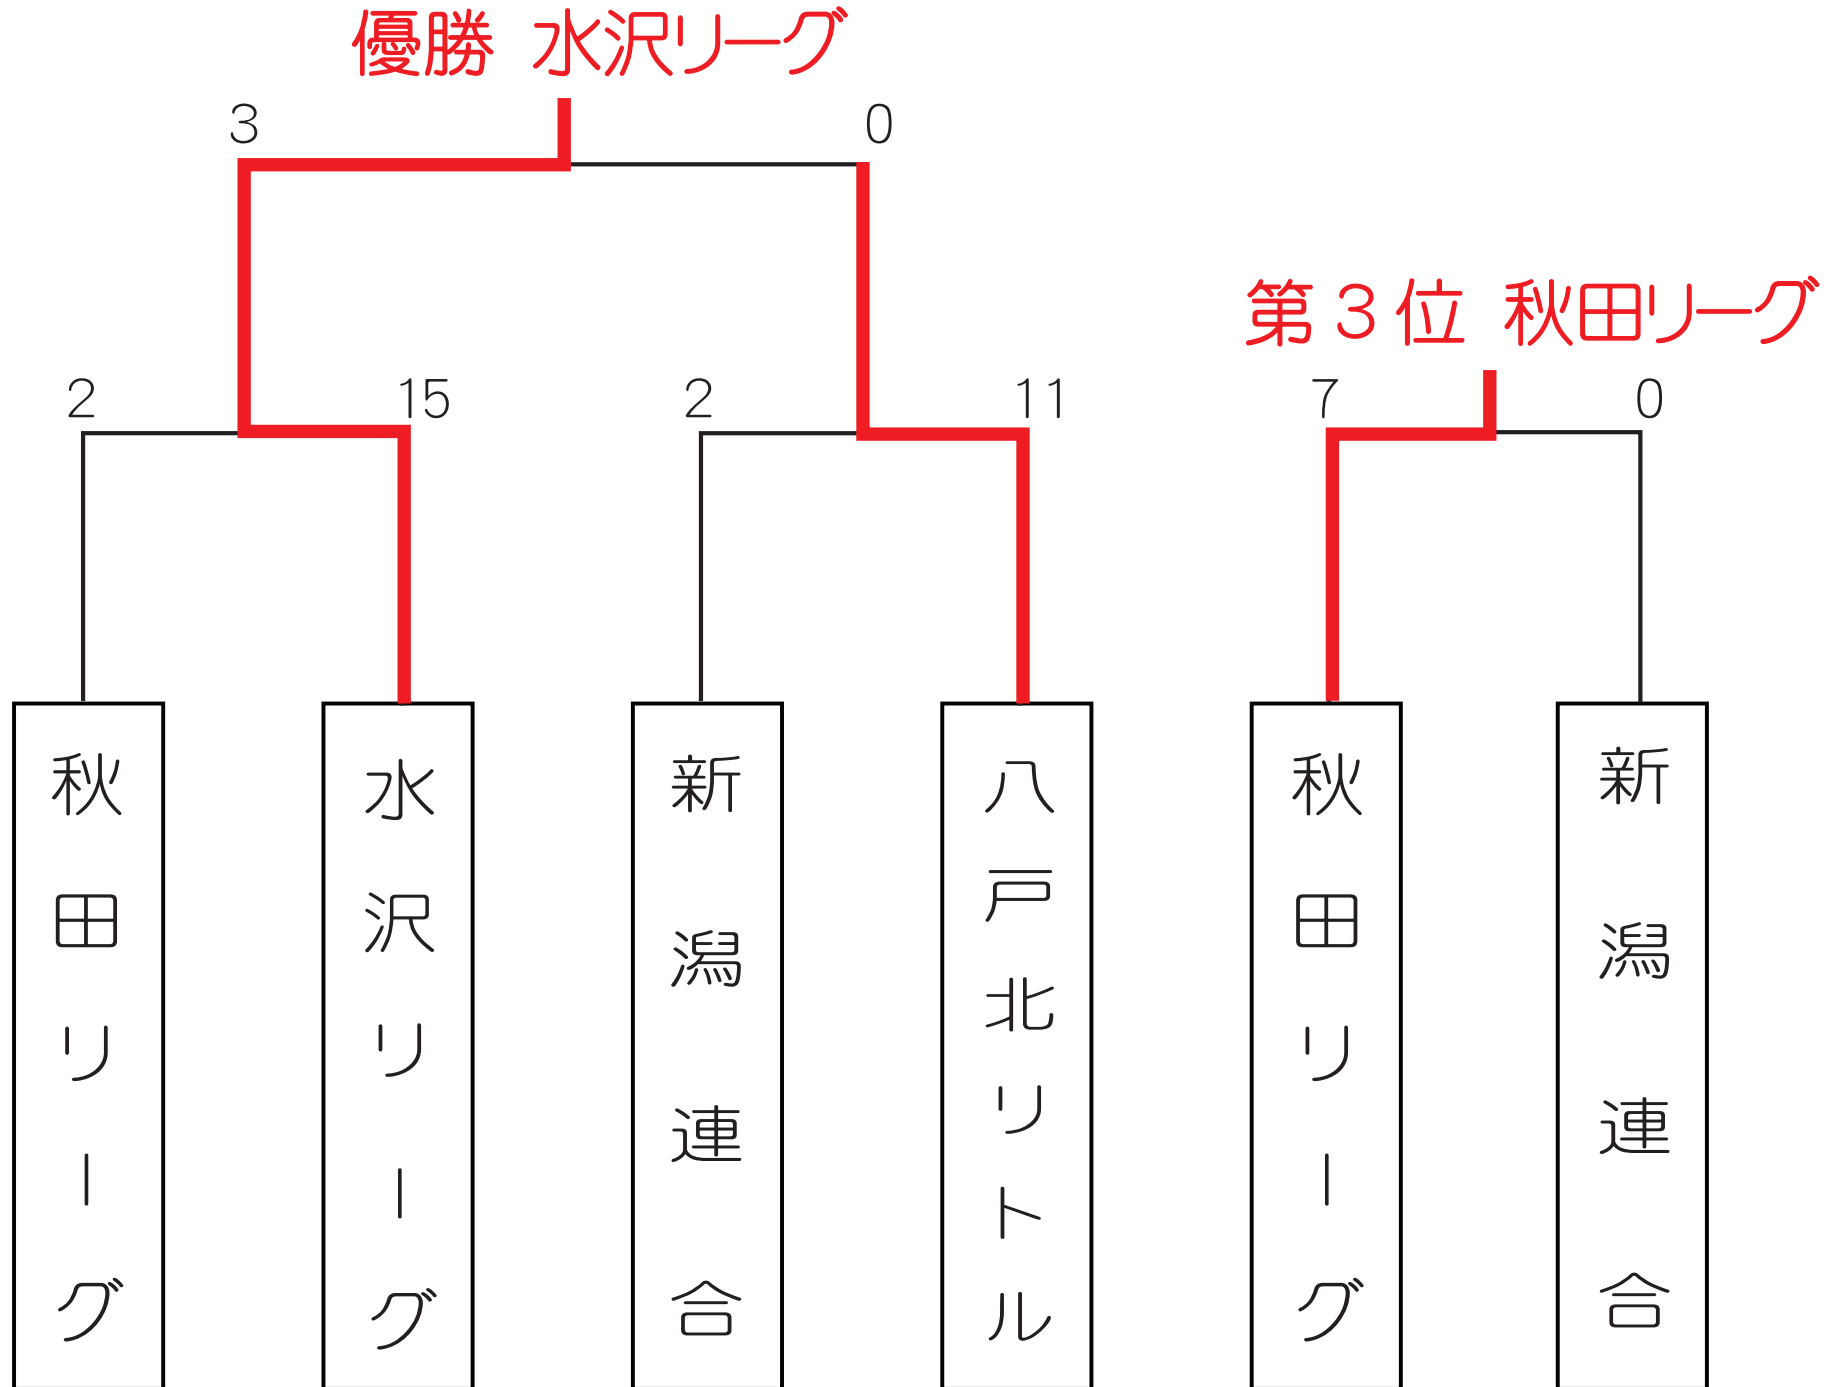 優勝 水沢リーグ
3
0
第3位 秋田リーグ
2
15
2
11
7
0
秋田リーグ
水沢リーグ
新潟連合
八戸北リトル
秋田リーグ
新潟連合